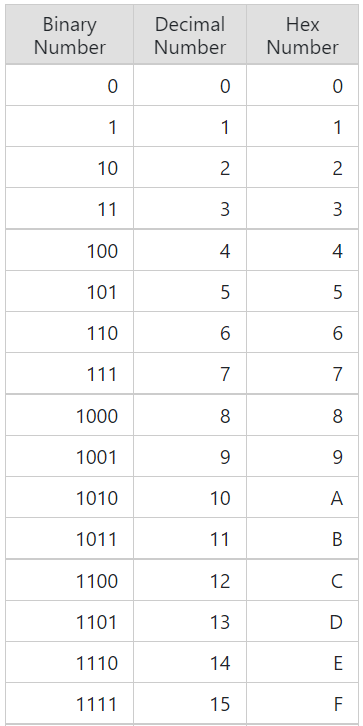 Binary Decimal Hex
Number Number Number
0 0 0
1 1 1
10 2 2
11 3 3
100 4 4
101 5 5
110 6 6
111 7 7
1000 8 8
1001 9 9
1010 10 A
1011 11 B
1100 12 C
1101 13 D
1110 14 E
1111 15 F